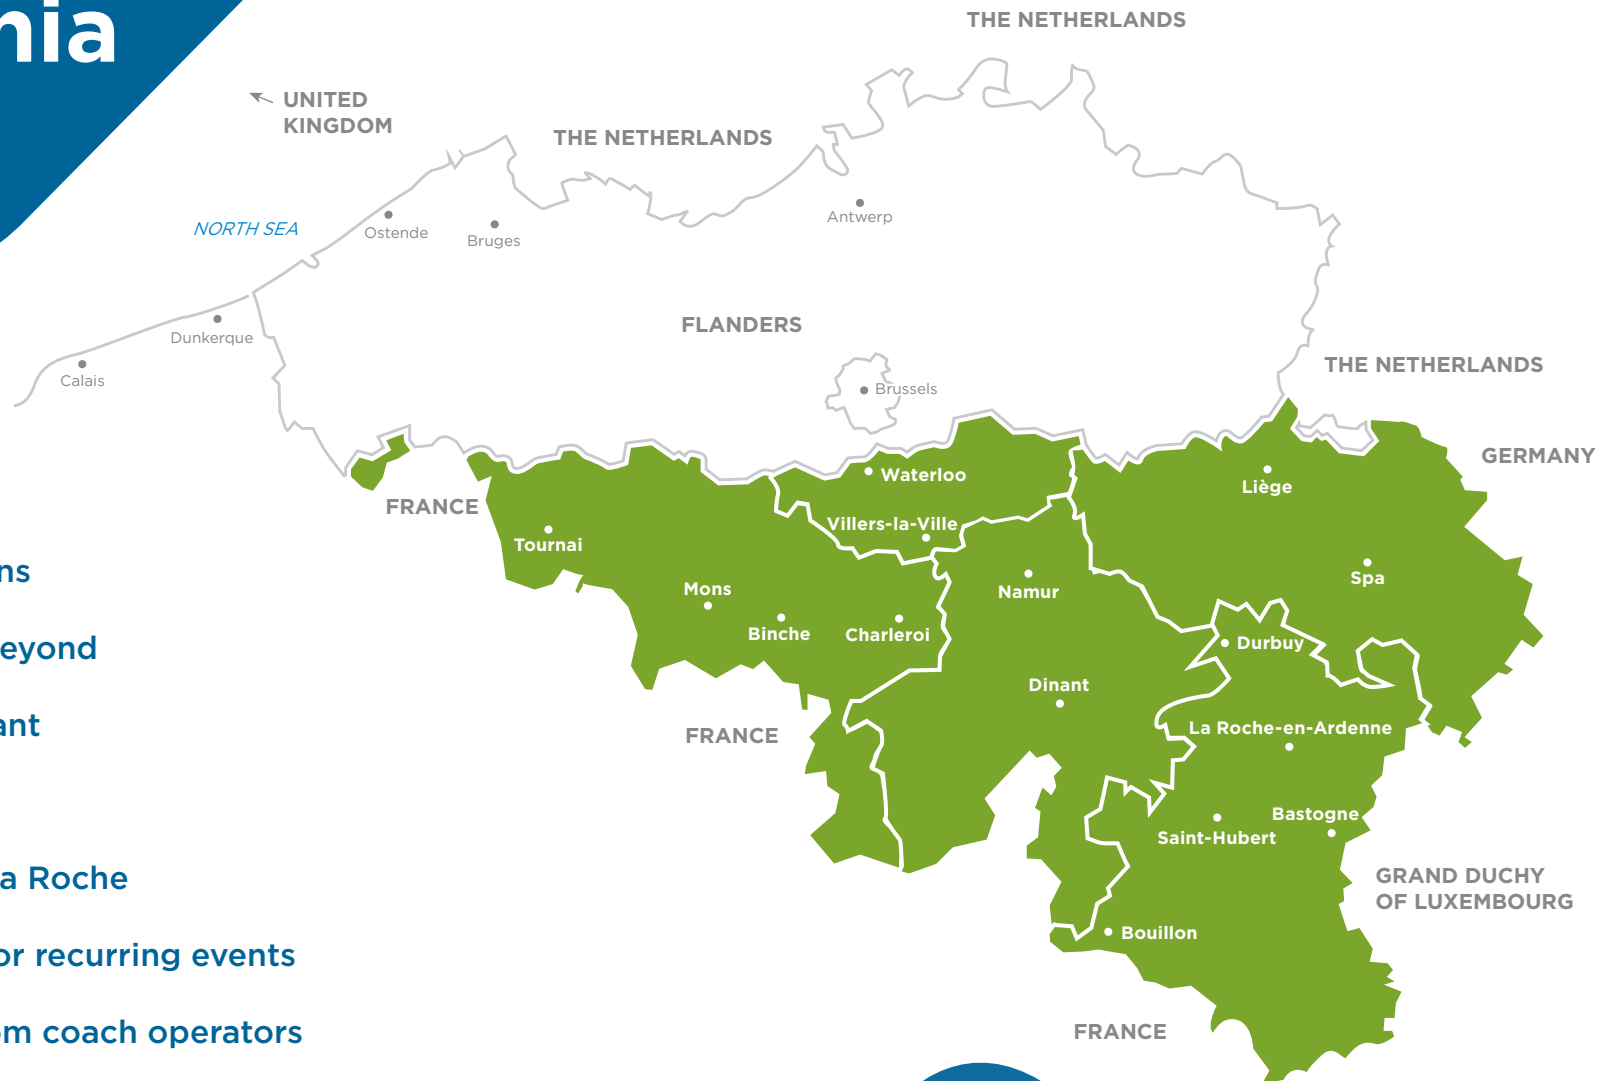 nia
THE NETHERLANDS
UNITED
KINGDOM
THE NETHERLANDS
NORTH SEA
Ostende
Bruges
Antwerp
Dunkerque
Calais
FLANDERS
Brussels
THE NETHERLANDS
GERMANY
FRANCE
Waterloo
Liège
Villers-la-Ville
Tournai
Mons
Namur
Spa
Binche
Charleroi
Durbuy
Dinant
La Roche-en-Ardenne
FRANCE
Bastogne
Saint-Hubert
GRAND DUCHY
OF LUXEMBOURG
Bouillon
FRANCE
ns
eyond
ant
a Roche
or recurring events
om coach operators